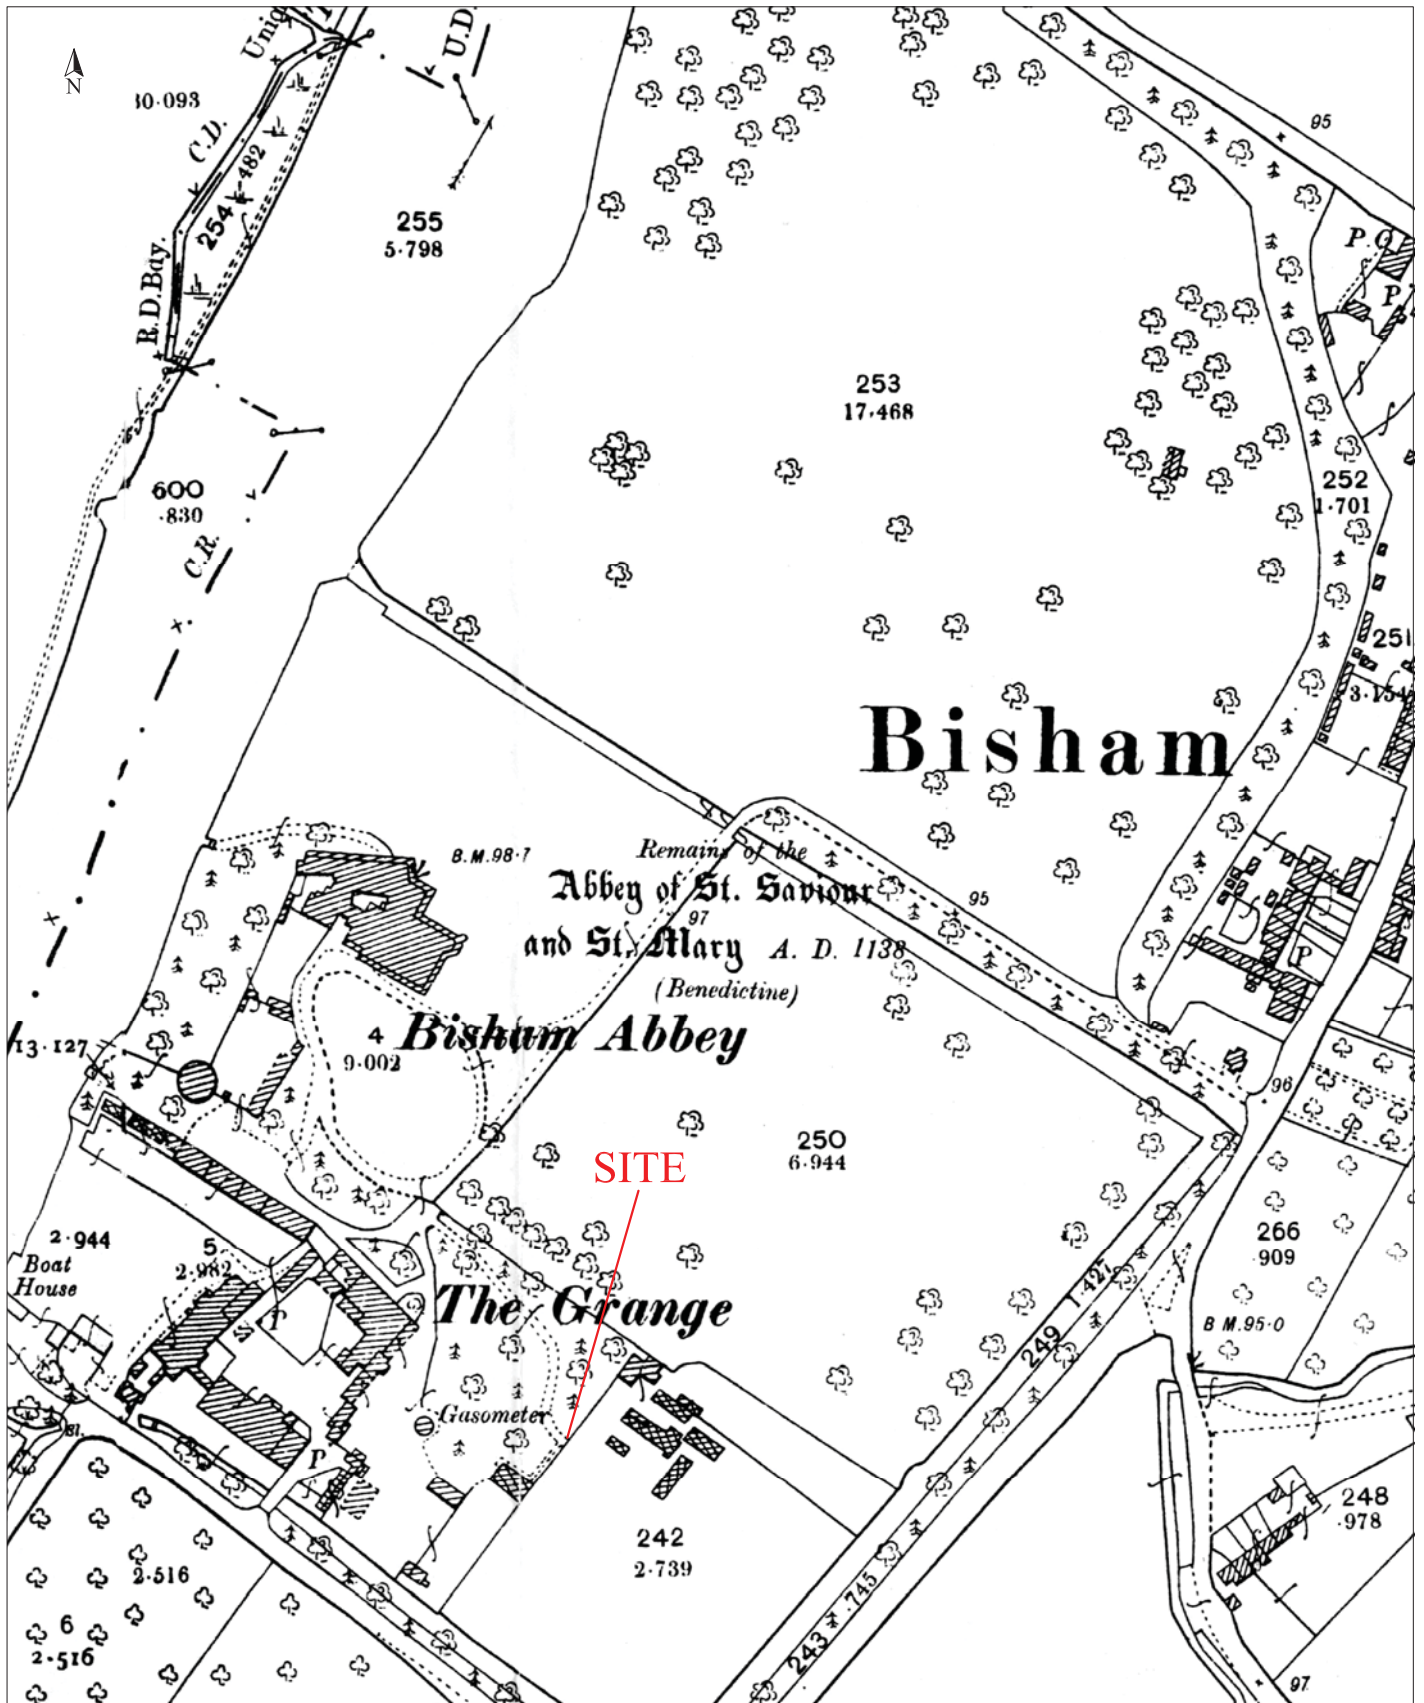 N
U.D.
30·093
C.D.
254
·482
255
5·798
R.D.Bay.
95
P.O.
P
253
17·468
600
·830
C.R.
252
1·701
251
3·154
Bisham
B.M.98·7
Remains of the
Abbey of St. Saviour
97
and St. Mary A. D. 1138
(Benedictine)
95
P
4
9·002
Bisham Abbey
13·127
96
250
6·944
SITE
2·944
5
2·982
Boat
House
266
·909
1·427
249
The Grange
B M.95·0
P
Gasometer
Sl.
P
242
2·739
248
·978
2·516
6
2·516
243
·745
97